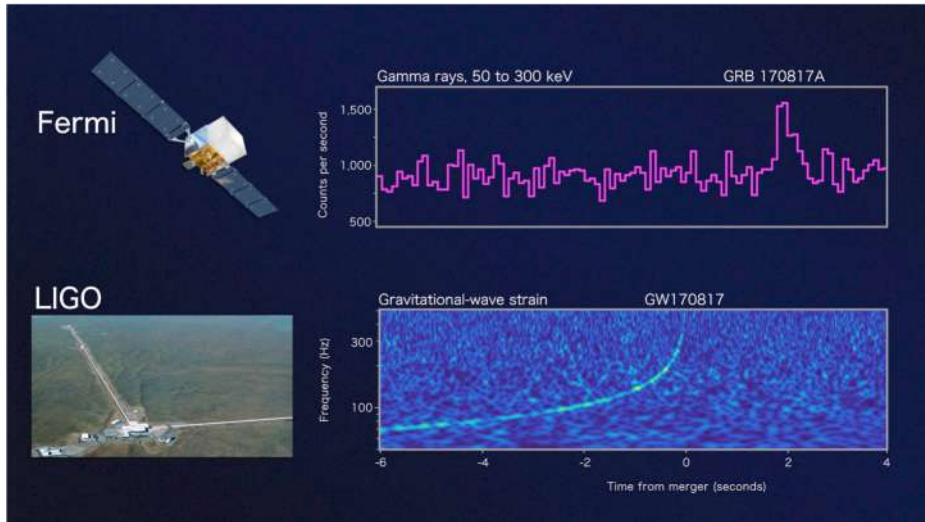 Fermi
Gamma rays, 50 to 300 keV GRB 170817A
Counts per second
1,500
1,000
500
LIGO
Gravitational-wave strain GW170817
Frequency (Hz)
300
100
-6 -4 -2 0 2 4
Time from merger (seconds)